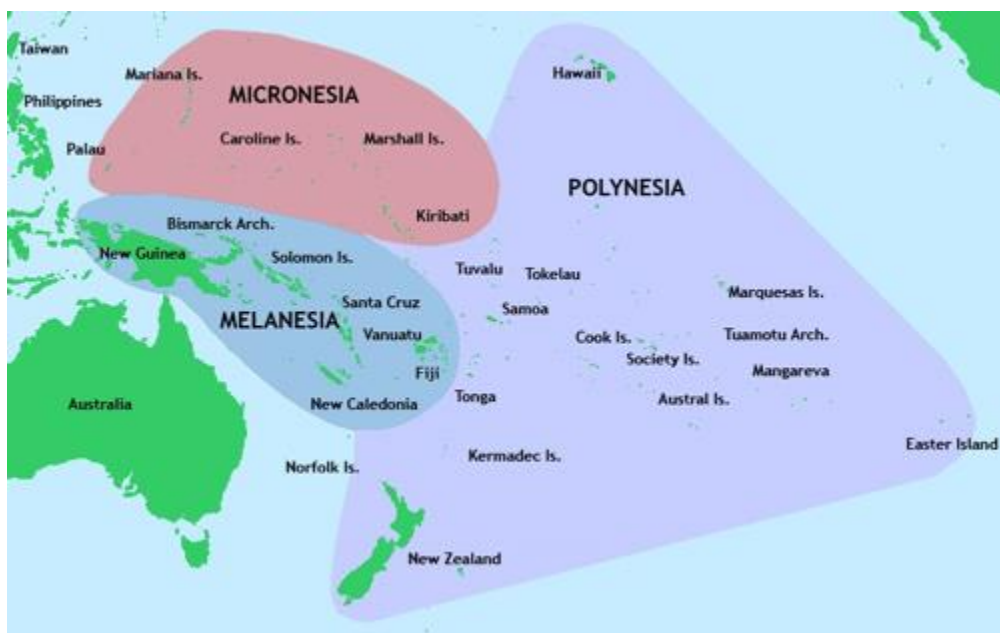 Taiwan
Hawaii
Mariana Is.
MICRONESIA
Philippines
Caroline Is.
Marshall Is.
Palau
POLYNESIA
Kiribati
Bismarck Arch.
New Guinea
Solomon Is.
Tuvalu
Tokelau
Marquesas Is.
Santa Cruz
Samoa
MELANESIA
Vanuatu
Cook Is.
Tuamotu Arch.
Society Is.
Fiji
Mangareva
Tonga
Austral Is.
Australia
New Caledonia
Easter Island
Kermadec Is.
Norfolk Is.
New Zealand